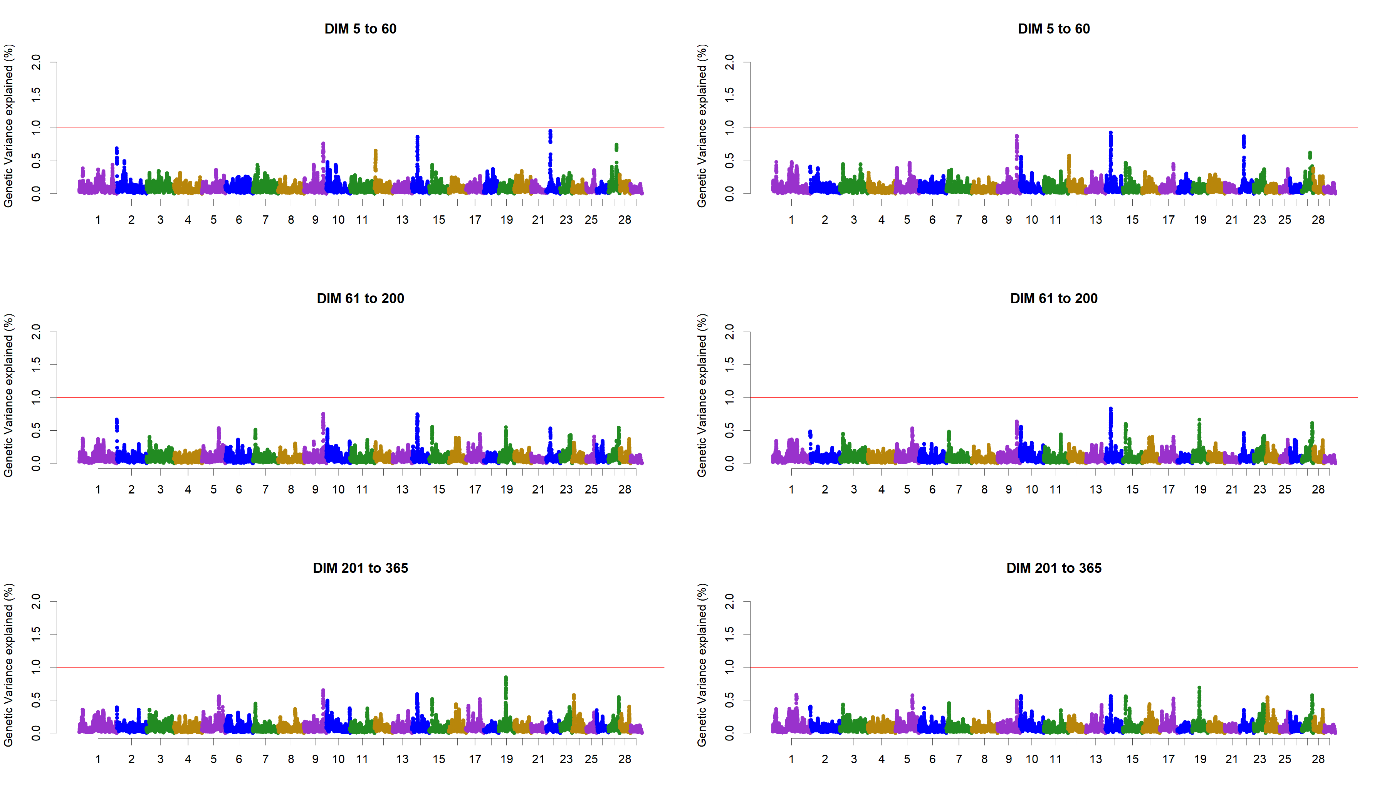 DIM 5 to 60
Genetic Variance explained (%)
0.0 0.5 1.0 1.5 2.0
1 2 3 4 5 6 7 8 9 10 11 13 15 17 19 21 23 25 28
DIM 5 to 60
Genetic Variance explained (%)
0.0 0.5 1.0 1.5 2.0
1 2 3 4 5 6 7 8 9 10 11 13 15 17 19 21 23 25 28
DIM 61 to 200
Genetic Variance explained (%)
0.0 0.5 1.0 1.5 2.0
1 2 3 4 5 6 7 8 9 10 11 13 15 17 19 21 23 25 28
DIM 61 to 200
Genetic Variance explained (%)
0.0 0.5 1.0 1.5 2.0
1 2 3 4 5 6 7 8 9 10 11 13 15 17 19 21 23 25 28
DIM 201 to 365
Genetic Variance explained (%)
0.0 0.5 1.0 1.5 2.0
1 2 3 4 5 6 7 8 9 10 11 13 15 17 19 21 23 25 28
DIM 201 to 365
Genetic Variance explained (%)
0.0 0.5 1.0 1.5 2.0
1 2 3 4 5 6 7 8 9 10 11 13 15 17 19 21 23 25 28